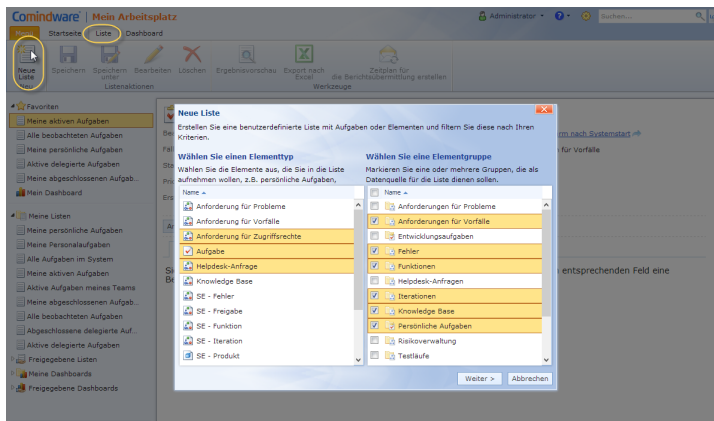 Comindware® | Mein Arbeitsplatz
Administrator
Suchen...
Menü Startseite Liste Dashboard
Neue Liste
Speichern
Speichern unter
Bearbeiten
Löschen
Ergebnisvorschau
Export nach Excel
Zeitplan für die Berichtsübermittlung erstellen
Neu
Listenaktionen
Werkzeuge
Favoriten
Meine aktiven Aufgaben
Alle beobachteten Aufgaben
Meine persönliche Aufgaben
Aktive delegierte Aufgaben
Meine abgeschlossenen Aufgab...
Mein Dashboard
Meine Listen
Meine persönliche Aufgaben
Meine Personalaufgaben
Alle Aufgaben im System
Meine aktiven Aufgaben
Aktive Aufgaben meines Teams
Meine abgeschlossenen Aufgab...
Alle beobachteten Aufgaben
Abgeschlossene delegierte Auf...
Aktive delegierte Aufgaben
Freigegebene Listen
Meine Dashboards
Freigegebene Dashboards
Neue Liste
Erstellen Sie eine benutzerdefinierte Liste mit Aufgaben oder Elementen und filtern Sie diese nach Ihren
Kriterien.
Wählen Sie einen Elementtyp
Wählen Sie die Elemente aus, die Sie in die Liste
aufnehmen wollen, z.B. persönliche Aufgaben,
Name
Anforderung für Probleme
Anforderung für Vorfälle
Anforderung für Zugriffsrechte
Aufgabe
Helpdesk-Anfrage
Knowledge Base
SE - Fehler
SE - Freigabe
SE - Funktion
SE - Iteration
SE - Produkt
Wählen Sie eine Elementgruppe
Markieren Sie eine oder mehrere Gruppen, die als
Datenquelle für die Liste dienen sollen.
Name
Anforderungen für Probleme
Anforderungen für Vorfälle
Entwicklungsaufgaben
Fehler
Funktionen
Helpdesk-Anfragen
Iterationen
Knowledge Base
Persönliche Aufgaben
Risikoverwaltung
Testläufe
Weiter > Abbrechen
rm nach Systemstart
für Vorfälle
entsprechenden Feld eine